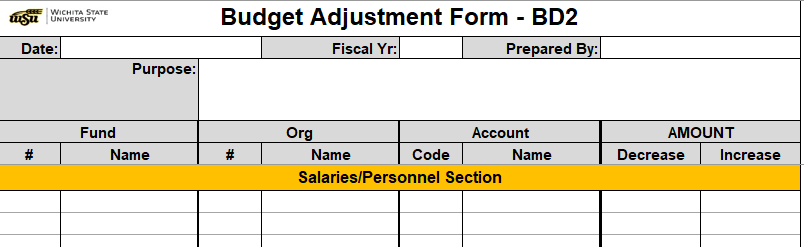 WSU WICHITA STATE
UNIVERSITY
Budget Adjustment Form - BD2
Date: Fiscal Yr: Prepared By:
Purpose:
Fund Org Account AMOUNT
# Name # Name Code Name Decrease Increase
Salaries/Personnel Section